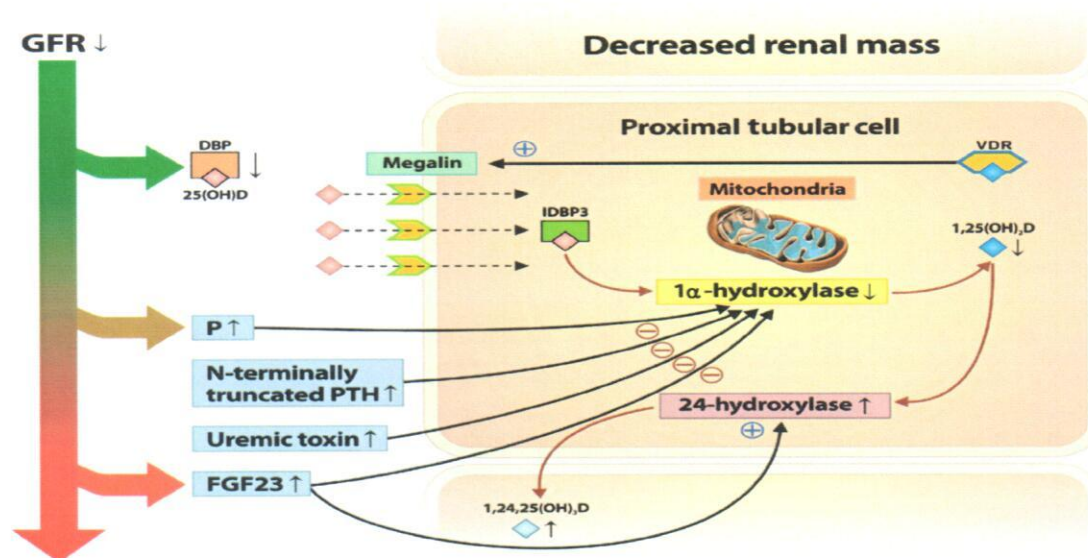 GFR ↓
Decreased renal mass
Proximal tubular cell
DBP
↓
25(OH)D
Megalin
⊕
VDR
Mitochondria
IDBP3
1,25(OH)₂D
↓
1α-hydroxylase ↓
P ↑
⊖
⊖
⊖
⊖
N-terminally
truncated PTH ↑
24-hydroxylase ↑
⊕
Uremic toxin ↑
FGF23 ↑
1,24,25(OH)₃D
↑